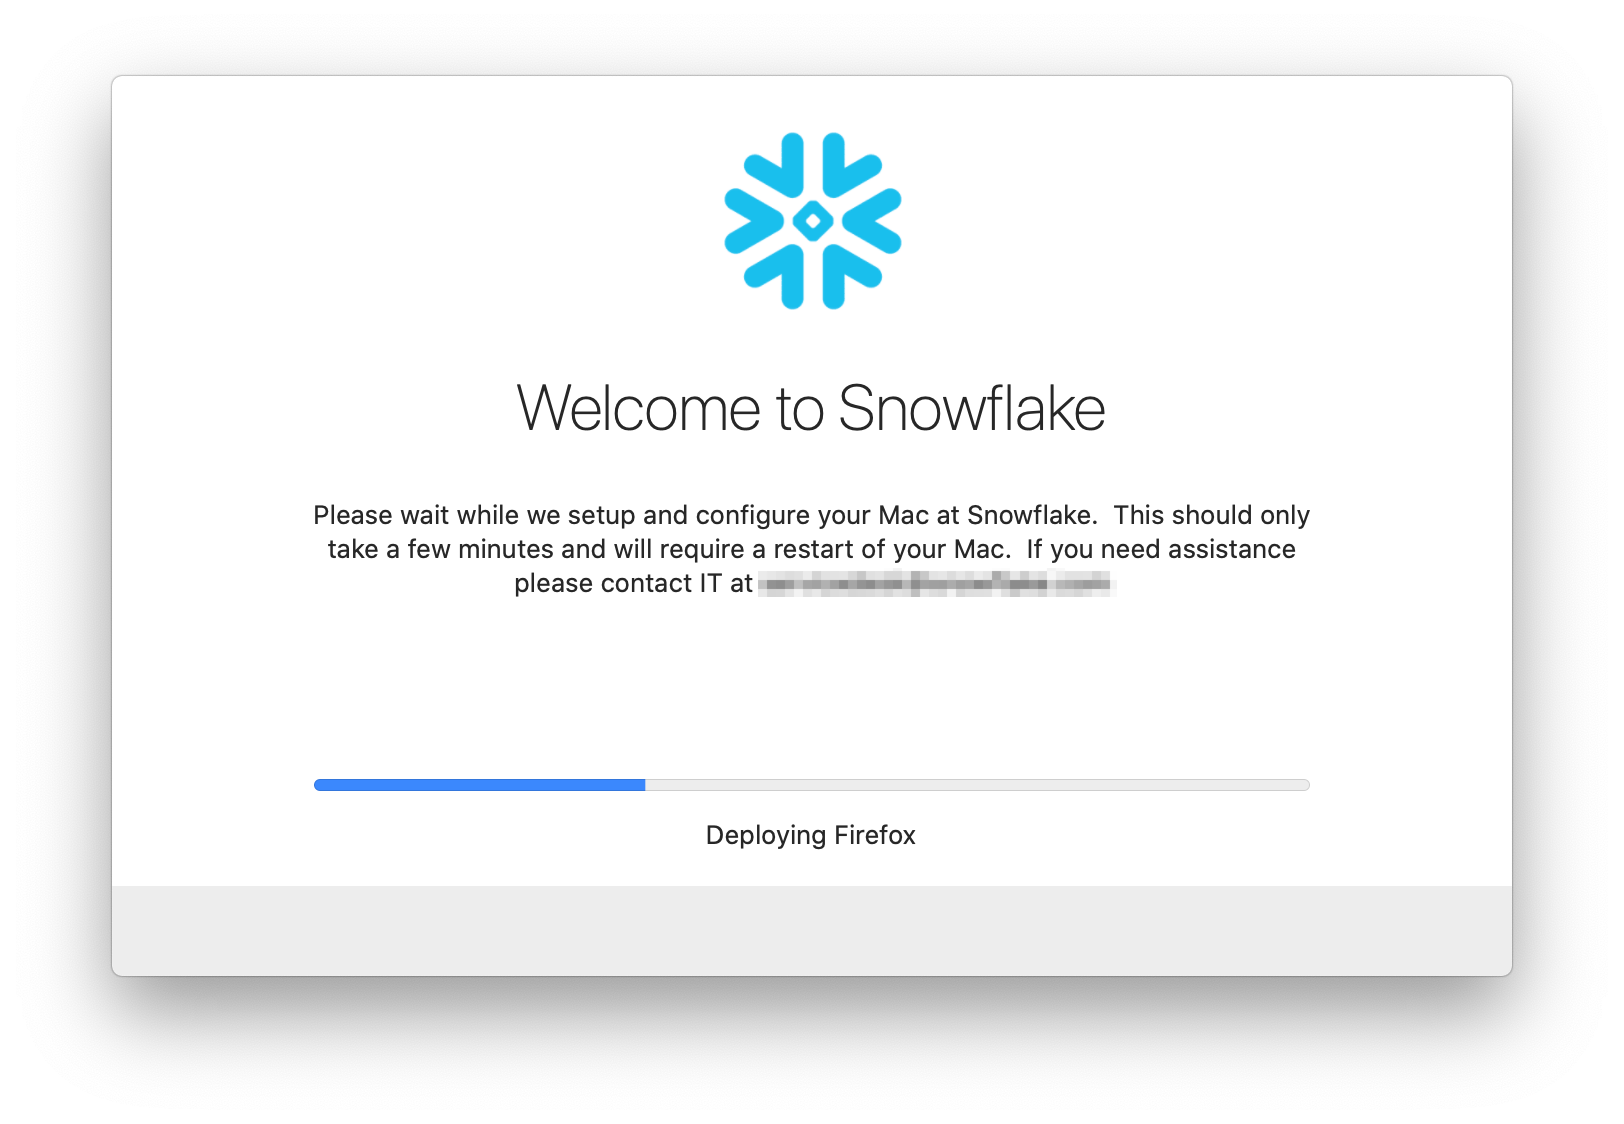 Welcome to Snowflake
Please wait while we setup and configure your Mac at Snowflake.  This should only
take a few minutes and will require a restart of your Mac.  If you need assistance
please contact IT at
Deploying Firefox